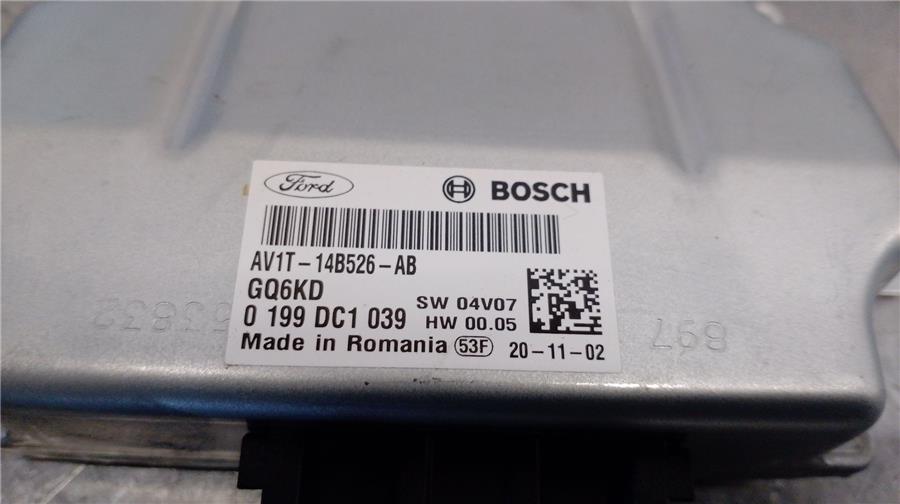 Ford BOSCH
AV1T-14B526-AB
GQ6KD
SW 04V07
0 199 DC1 039
HW 00.05
Made in Romania 53F 20-11-02
697